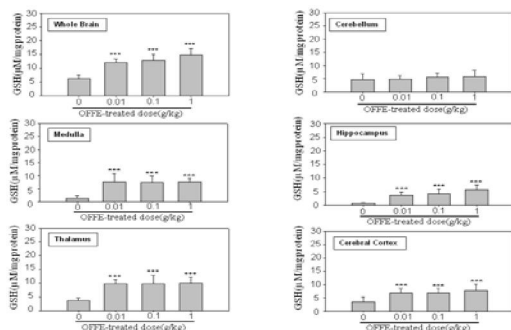 Whole Brain
GSH(μM/mgprotein)
30
25
20
15
10
5
0
*** *** ***
0 0.01 0.1 1
OFFE-treated dose(g/kg)
Cerebellum
GSH(μM/mgprotein)
30
25
20
15
10
5
0
0 0.01 0.1 1
OFFE-treated dose(g/kg)
Medulla
GSH(μM/mgprotein)
30
25
20
15
10
5
0
*** *** ***
0 0.01 0.1 1
OFFE-treated dose(g/kg)
Hippocampus
GSH(μM/mgprotein)
30
25
20
15
10
5
0
*** *** ***
0 0.01 0.1 1
OFFE-treated dose(g/kg)
Thalamus
GSH(μM/mgprotein)
30
25
20
15
10
5
0
*** *** ***
0 0.01 0.1 1
OFFE-treated dose(g/kg)
Cerebeal Cortex
GSH(μM/mgprotein)
30
25
20
15
10
5
0
*** *** ***
0 0.01 0.1 1
OFFE-treated dose(g/kg)